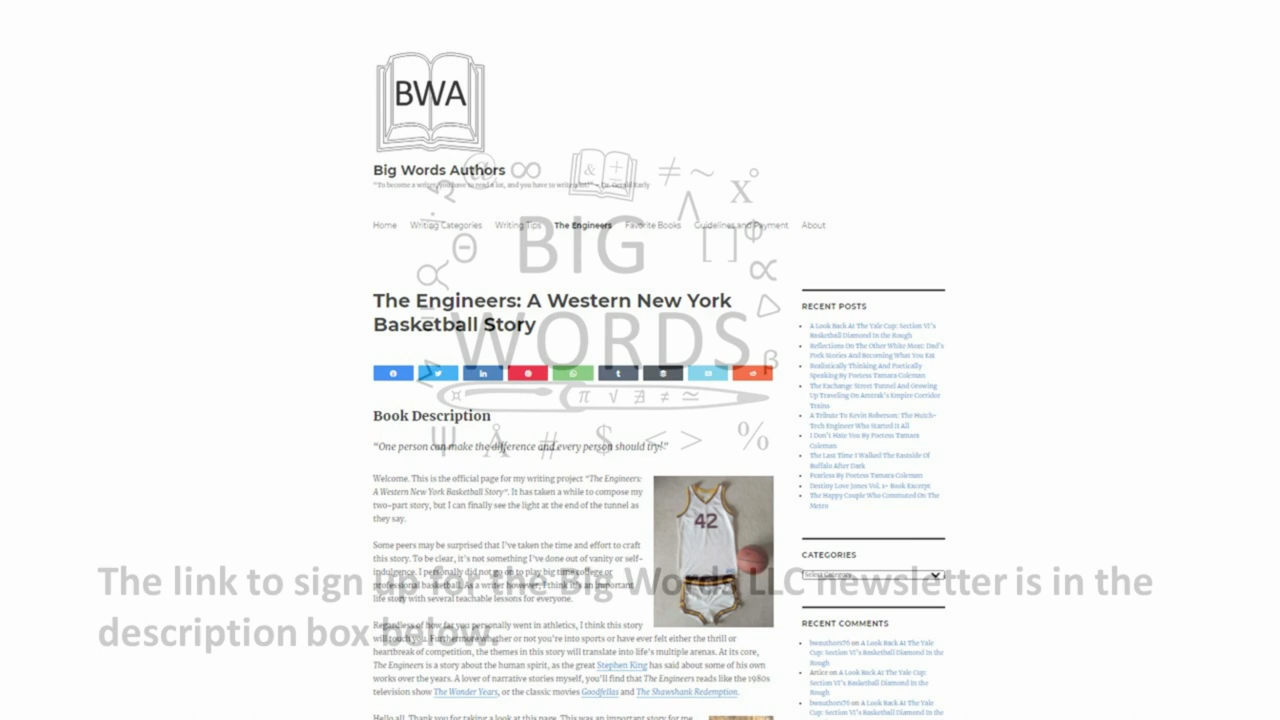 BWA
Big Words Authors
"To become a writer, you have to read a lot, and you have to write a lot!" – Dr. Gerald Early
Home Writing Categories Writing Tips The Engineers Favorite Books Guidelines and Payment About
BIG
WORDS
The Engineers: A Western New York
Basketball Story
Book Description
"One person can make the difference and every person should try!"
Welcome. This is the official page for my writing project "The Engineers:
A Western New York Basketball Story". It has taken a while to compose my
two-part story, but I can finally see the light at the end of the tunnel as
they say.
42
Some peers may be surprised that I've taken the time and effort to craft
this story. To be clear, it's not something I've done out of vanity or self-
indulgence. I personally did not go on to play big time college or
professional basketball. As a writer however, I think it's an important
life story with several teachable lessons for everyone.
Regardless of how far you personally went in athletics, I think this story
will touch you. Furthermore whether or not you're into sports or have ever felt either the thrill or
heartbreak of competition, the themes in this story will translate into life's multiple arenas. At its core,
The Engineers is a story about the human spirit, as the great Stephen King has said about some of his own
works over the years. A lover of narrative stories myself, you'll find that The Engineers reads like the 1980s
television show The Wonder Years, or the classic movies Goodfellas and The Shawshank Redemption.
Hello all. Thank you for taking a look at this page. This was an important story for me
RECENT POSTS
A Look Back At The Yale Cup: Section VI's
Basketball Diamond In the Rough
Reflections On The Other White Meat: Dad's
Pork Stories And Becoming What You Eat
Realistically Thinking And Poetically
Speaking By Poetess Tamara Coleman
The Exchange Street Tunnel And Growing
Up Traveling On Amtrak's Empire Corridor
Trains
A Tribute To Kevin Roberson: The Hutch-
Tech Engineer Who Started It All
I Don't Hate You By Poetess Tamara
Coleman
The Last Time I Walked The Eastside Of
Buffalo After Dark
Fearless By Poetess Tamara Coleman
Destiny Love Jones Vol. 1- Book Excerpt
The Happy Couple Who Commuted On The
Metro
CATEGORIES
Select Category
RECENT COMMENTS
bwauthors76 on A Look Back At The Yale
Cup: Section VI's Basketball Diamond In the
Rough
on A Look Back At The Yale
Cup: Section VI's Basketball Diamond In the
Rough
bwauthors76 on A Look Back At The Yale
Cup: Section VI's Basketball Diamond In the
The link to sign up for the Big Words LLC newsletter is in the
description box below.